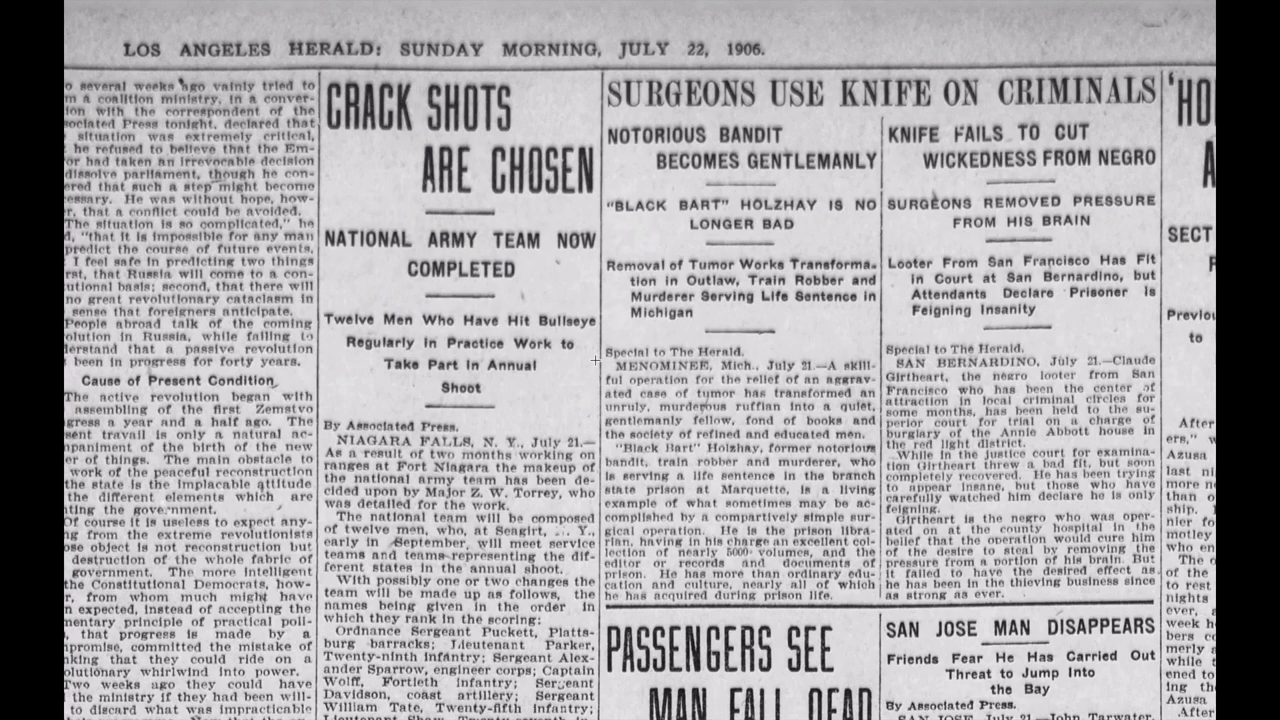 LOS ANGELES HERALD: SUNDAY MORNING, JULY 22, 1906.
o several weeks ago vainly tried to
m a coalition ministry, in a conver-
ion with the correspondent of the
sociated Press tonight, declared that
situation was extremely critical,
he refused to believe that the Em-
or had taken an irrevocable decision
dissolve parliament, though he con-
ered that such a step might become
essary. He was without hope, how-
r, that a conflict could be avoided.
"The situation is so complicated," he
d, "that it is impossible for any man
predict the course of future events.
I feel safe in predicting two things
rst, that Russia will come to a con-
utional basis; second, that there will
no great revolutionary cataclasm in
sense that foreigners anticipate.
People abroad talk of the coming
olution in Russia, while failing to
lerstand that a passive revolution
been in progress for forty years.
Cause of Present Condition
The active revolution began with
assembling of the first Zemstvo
gress a year and a half ago. The
sent travail is only a natural ac-
mpaniment of the birth of the new
er of things. The main obstacle to
work of the peaceful reconstruction
the state is the implacable attitude
the different elements which are
ting the government.
Of course it is useless to expect any-
ng from the extreme revolutionists
ose object is not reconstruction but
destruction of the whole fabric of
government. The more intelligent
the Constitutional Democrats, how-
r, from whom much might have
n expected, instead of accepting the
mentary principle of practical poli-
, that progress is made by a
mpromise, committed the mistake of
nking that they could ride on a
olutionary whirlwind into power.
Two weeks ago they could have
the ministry if they had been will-
to discard what was impracticable
CRACK SHOTS
ARE CHOSEN
NATIONAL ARMY TEAM NOW
COMPLETED
Twelve Men Who Have Hit Bullseye
Regularly in Practice Work to
Take Part in Annual
Shoot
By Associated Press.
NIAGARA FALLS, N. Y., July 21.—
As a result of two months working on
ranges at Fort Niagara the makeup of
the national army team has been de-
cided upon by Major Z. W. Torrey, who
was detailed for the work.
The national team will be composed
of twelve men, who, at Seagirt, Y.,
early in September, will meet service
teams and teams representing the dif-
ferent states in the annual shoot.
With possibly one or two changes the
team will be made up as follows, the
names being given in the order in
which they rank in the scoring:
Ordnance Sergeant Puckett, Platts-
burg barracks; Lieutenant Parker,
Twenty-ninth infantry; Sergeant Alex-
ander Sparrow, engineer corps; Captain
Wolff, Fortieth infantry; Sergeant
Davidson, coast artillery; Sergeant
William Tate, Twenty-fifth infantry;
SURGEONS USE KNIFE ON CRIMINALS
NOTORIOUS BANDIT
BECOMES GENTLEMANLY
"BLACK BART" HOLZHAY IS NO
LONGER BAD
Removal of Tumor Works Transforma-
tion in Outlaw, Train Robber and
Murderer Serving Life Sentence in
Michigan
Special to The Herald.
MENOMINEE, Mich., July 21.—A skill-
ful operation for the relief of an aggrav-
ated case of tumor has transformed an
unruly, murderous ruffian into a quiet,
gentlemanly fellow, fond of books and
the society of refined and educated men.
"Black Bart" Holzhay, former notorious
bandit, train robber and murderer, who
is serving a life sentence in the branch
state prison at Marquette, is a living
example of what sometimes may be ac-
complished by a compartively simple sur-
gical operation. He is the prison libra-
rian, having in his charge an excellent col-
lection of nearly 5000 volumes, and the
editor or records and documents of
prison. He has more than ordinary edu-
cation and culture, nearly all of which
he has acquired during prison life.
KNIFE FAILS TO CUT
WICKEDNESS FROM NEGRO
SURGEONS REMOVED PRESSURE
FROM HIS BRAIN
Looter From San Francisco Has Fit
in Court at San Bernardino, but
Attendants Declare Prisoner is
Feigning Insanity
Special to The Herald.
SAN BERNARDINO, July 21.—Claude
Girtheart, the negro looter from San
Francisco who has been the center of
attraction in local criminal circles for
some months, has been held to the su-
perior court for trial on a charge of
burglary of the Annie Abbott house in
the red light district.
While in the justice court for examina-
tion Girtheart threw a bad fit, but soon
completely recovered. He has been trying
to appear insane, but those who have
carefully watched him declare he is only
feigning.
Girtheart is the negro who was oper-
ated on at the county hospital in the
belief that the operation would cure him
of the desire to steal by removing the
pressure from a portion of his brain. But
it failed to have the desired effect as
he has been in the thieving business since
as strong as ever.
PASSENGERS SEE
MAN FALL DEAD
SAN JOSE MAN DISAPPEARS
Friends Fear He Has Carried Out
Threat to Jump Into
the Bay
By Associated Press.
SAN JOSE, July 21.—John Tarwater,
'HO
A
SECT
Previou
to
After
ers," w
Azusa
last ni
more n
than o
ship.
nier fo
motley
who en
The o
of the
to rest
nights
ever, a
week h
bers co
merly a
while t
ened to
ing the
Azusa
After